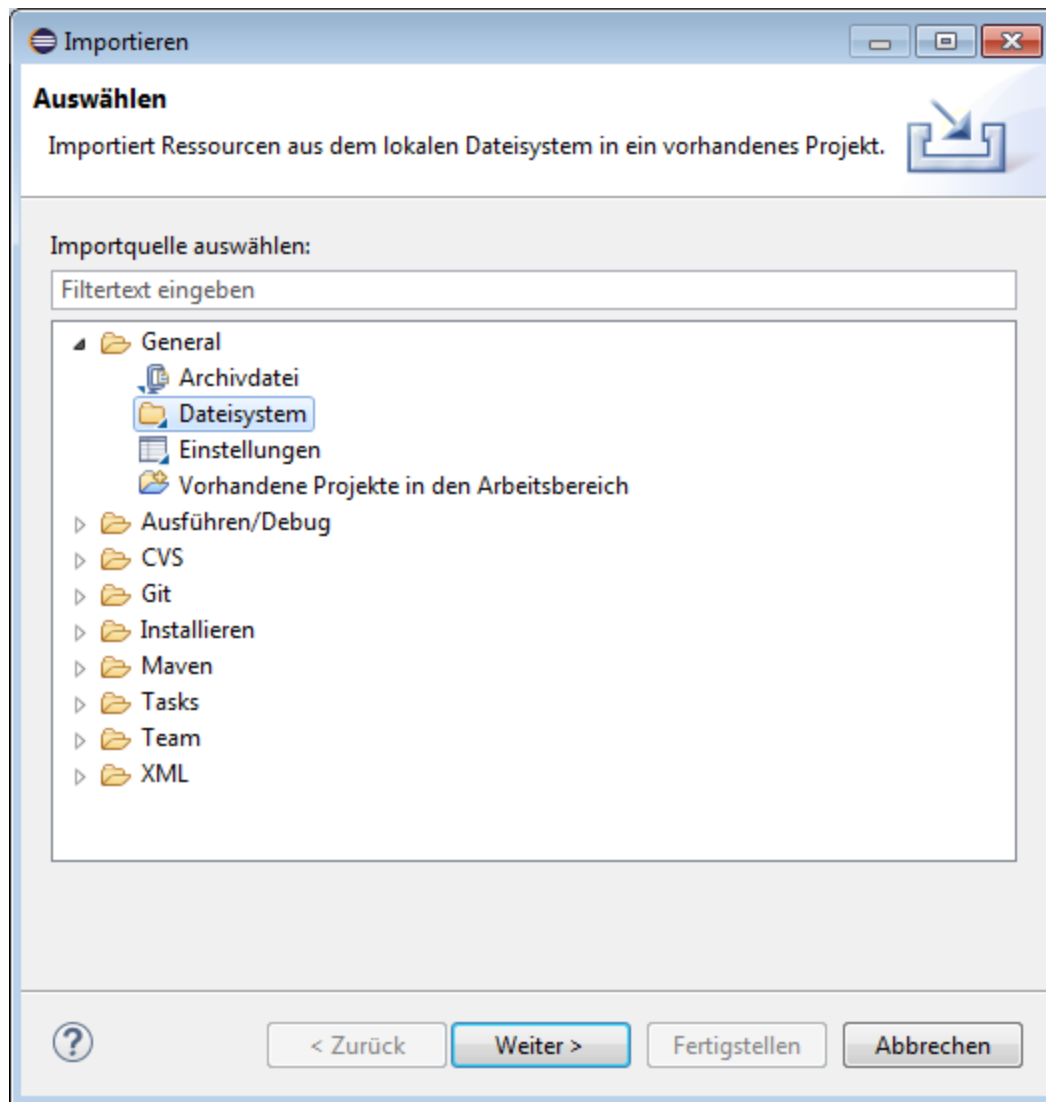 Importieren
Auswählen
Importiert Ressourcen aus dem lokalen Dateisystem in ein vorhandenes Projekt.
Importquelle auswählen:
Filtertext eingeben
General
Archivdatei
Dateisystem
Einstellungen
Vorhandene Projekte in den Arbeitsbereich
Ausführen/Debug
CVS
Git
Installieren
Maven
Tasks
Team
XML
? < Zurück Weiter > Fertigstellen Abbrechen